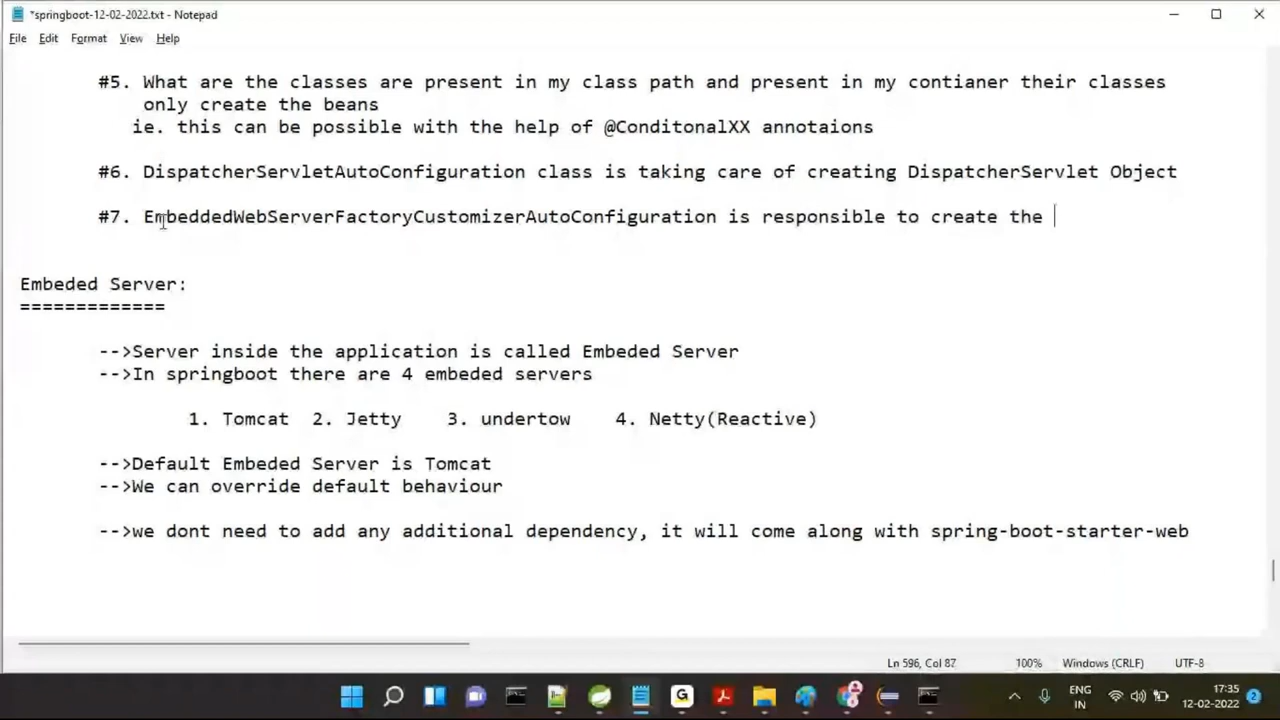 *springboot-12-02-2022.txt - Notepad
File Edit Format View Help
#5. What are the classes are present in my class path and present in my contianer their classes
only create the beans
ie. this can be possible with the help of @ConditonalXX annotaions
#6. DispatcherServletAutoConfiguration class is taking care of creating DispatcherServlet Object
#7. EmbeddedWebServerFactoryCustomizerAutoConfiguration is responsible to create the
Embeded Server:
=============
-->Server inside the application is called Embeded Server
-->In springboot there are 4 embeded servers
1. Tomcat 2. Jetty 3. undertow 4. Netty(Reactive)
-->Default Embeded Server is Tomcat
-->We can override default behaviour
-->we dont need to add any additional dependency, it will come along with spring-boot-starter-web
Ln 596, Col 87 100% Windows (CRLF) UTF-8
ENG
IN
17:35
12-02-2022
2